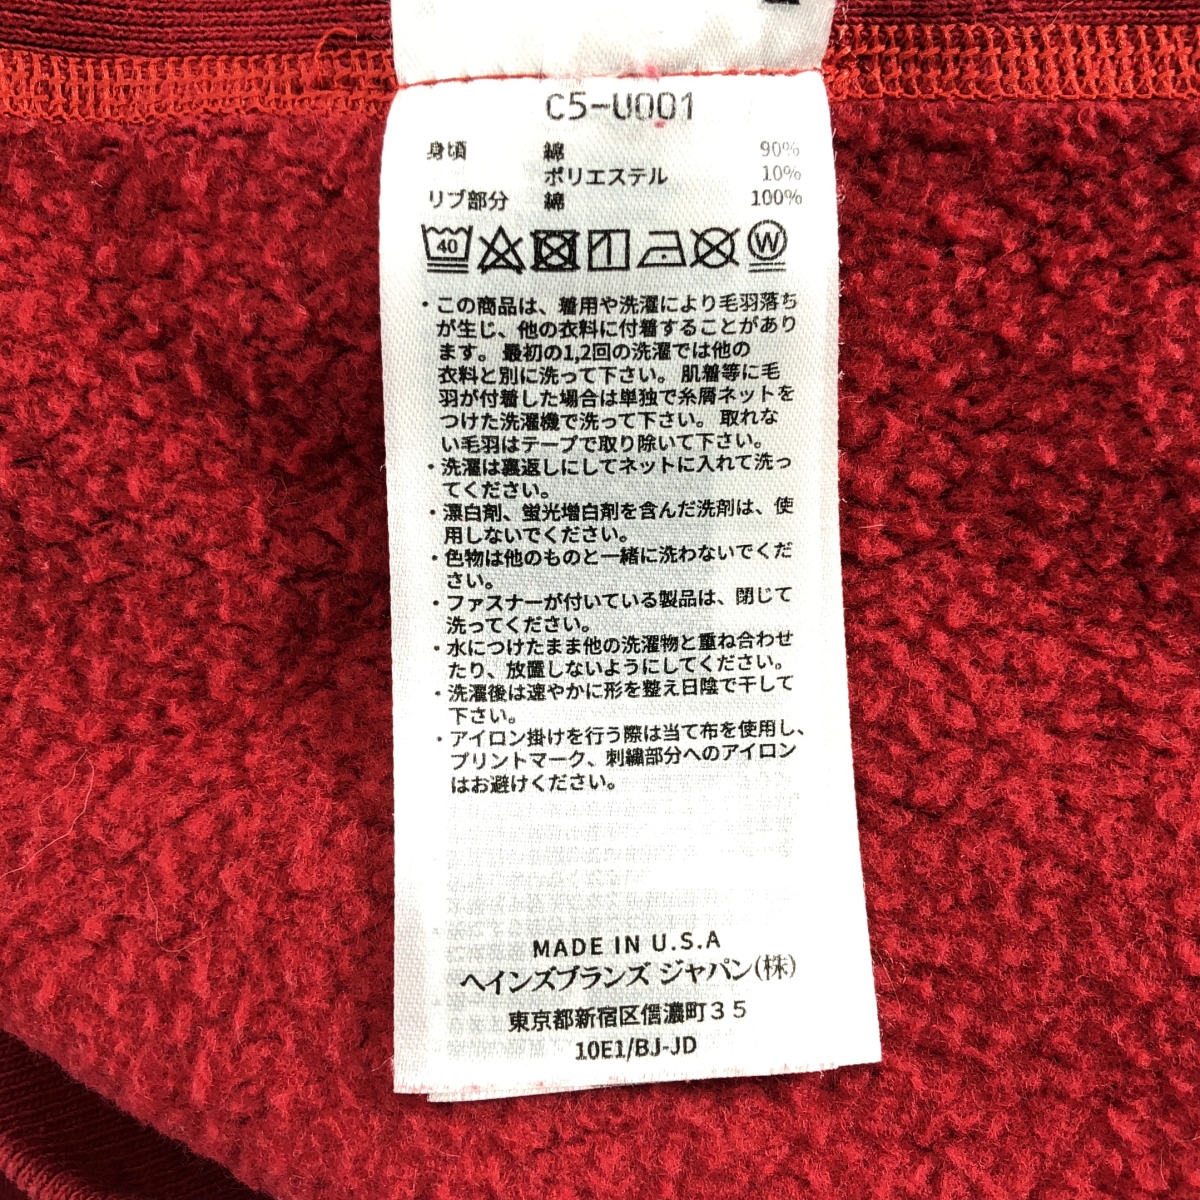 C5-U001
身頃 綿 90%
ポリエステル 10%
リブ部分 綿 100%
40 W
・この商品は、着用や洗濯により毛羽落ち
が生じ、他の衣料に付着することがあり
ます。最初の1,2回の洗濯では他の
衣料と別に洗って下さい。肌着等に毛
羽が付着した場合は単独で糸屑ネットを
つけた洗濯機で洗って下さい。取れな
い毛羽はテープで取り除いて下さい。
・洗濯は裏返しにしてネットに入れて洗っ
てください。
・漂白剤、蛍光増白剤を含んだ洗剤は、使
用しないでください。
・色物は他のものと一緒に洗わないでくだ
さい。
・ファスナーが付いている製品は、閉じて
洗ってください。
・水につけたまま他の洗濯物と重ね合わせ
たり、放置しないようにしてください。
・洗濯後は速やかに形を整え日陰で干して
下さい。
・アイロン掛けを行う際は当て布を使用し、
プリントマーク、刺繍部分へのアイロン
はお避けください。
MADE IN U.S.A
ヘインズブランズ ジャパン(株)
東京都新宿区信濃町35
10E1/BJ-JD